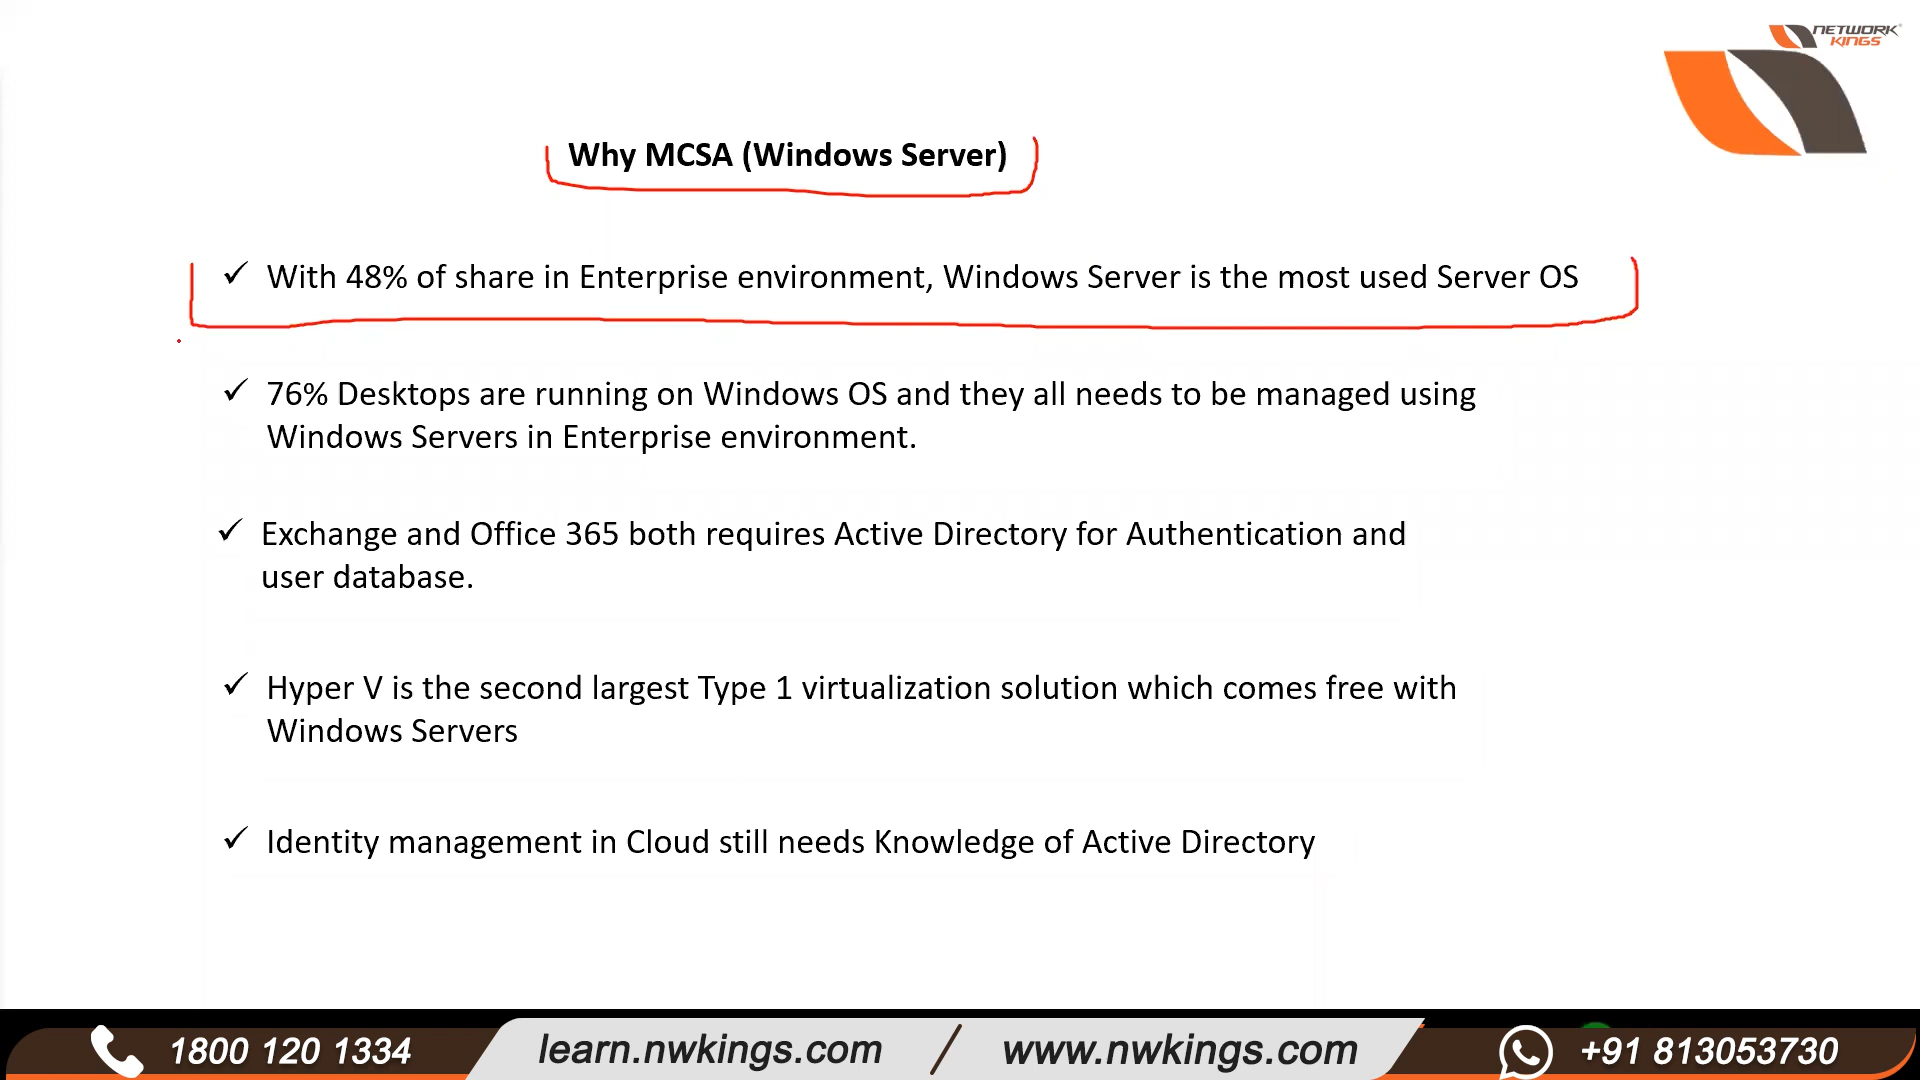 NETWORK
KINGS
Why MCSA (Windows Server)
✓ With 48% of share in Enterprise environment, Windows Server is the most used Server OS
✓ 76% Desktops are running on Windows OS and they all needs to be managed using
Windows Servers in Enterprise environment.
✓ Exchange and Office 365 both requires Active Directory for Authentication and
user database.
✓ Hyper V is the second largest Type 1 virtualization solution which comes free with
Windows Servers
✓ Identity management in Cloud still needs Knowledge of Active Directory
1800 120 1334 learn.nwkings.com / www.nwkings.com +91 813053730